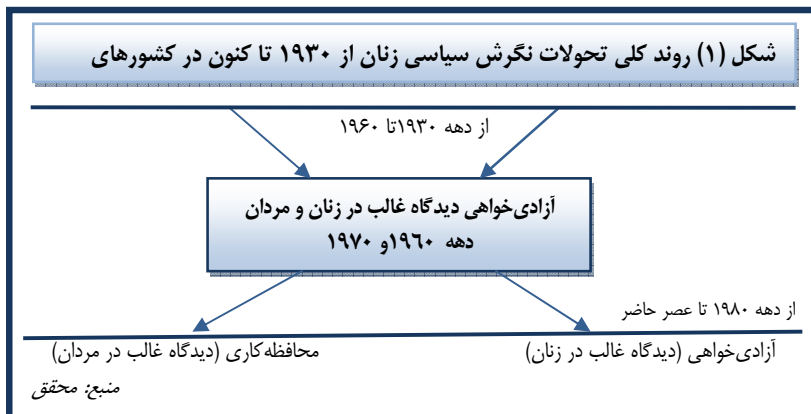 شکل (۱) روند کلی تحولات نگرش سیاسی زنان از ۱۹۳۰ تا کنون در کشورهای
از دهه ۱۹۳۰تا ۱۹۶۰
آزادی‌خواهی دیدگاه غالب در زنان و مردان
دهه ۱۹۶۰و ۱۹۷۰
از دهه ۱۹۸۰ تا عصر حاضر
آزادی‌خواهی (دیدگاه غالب در زنان)
محافظه‌کاری (دیدگاه غالب در مردان)
منبع: محقق